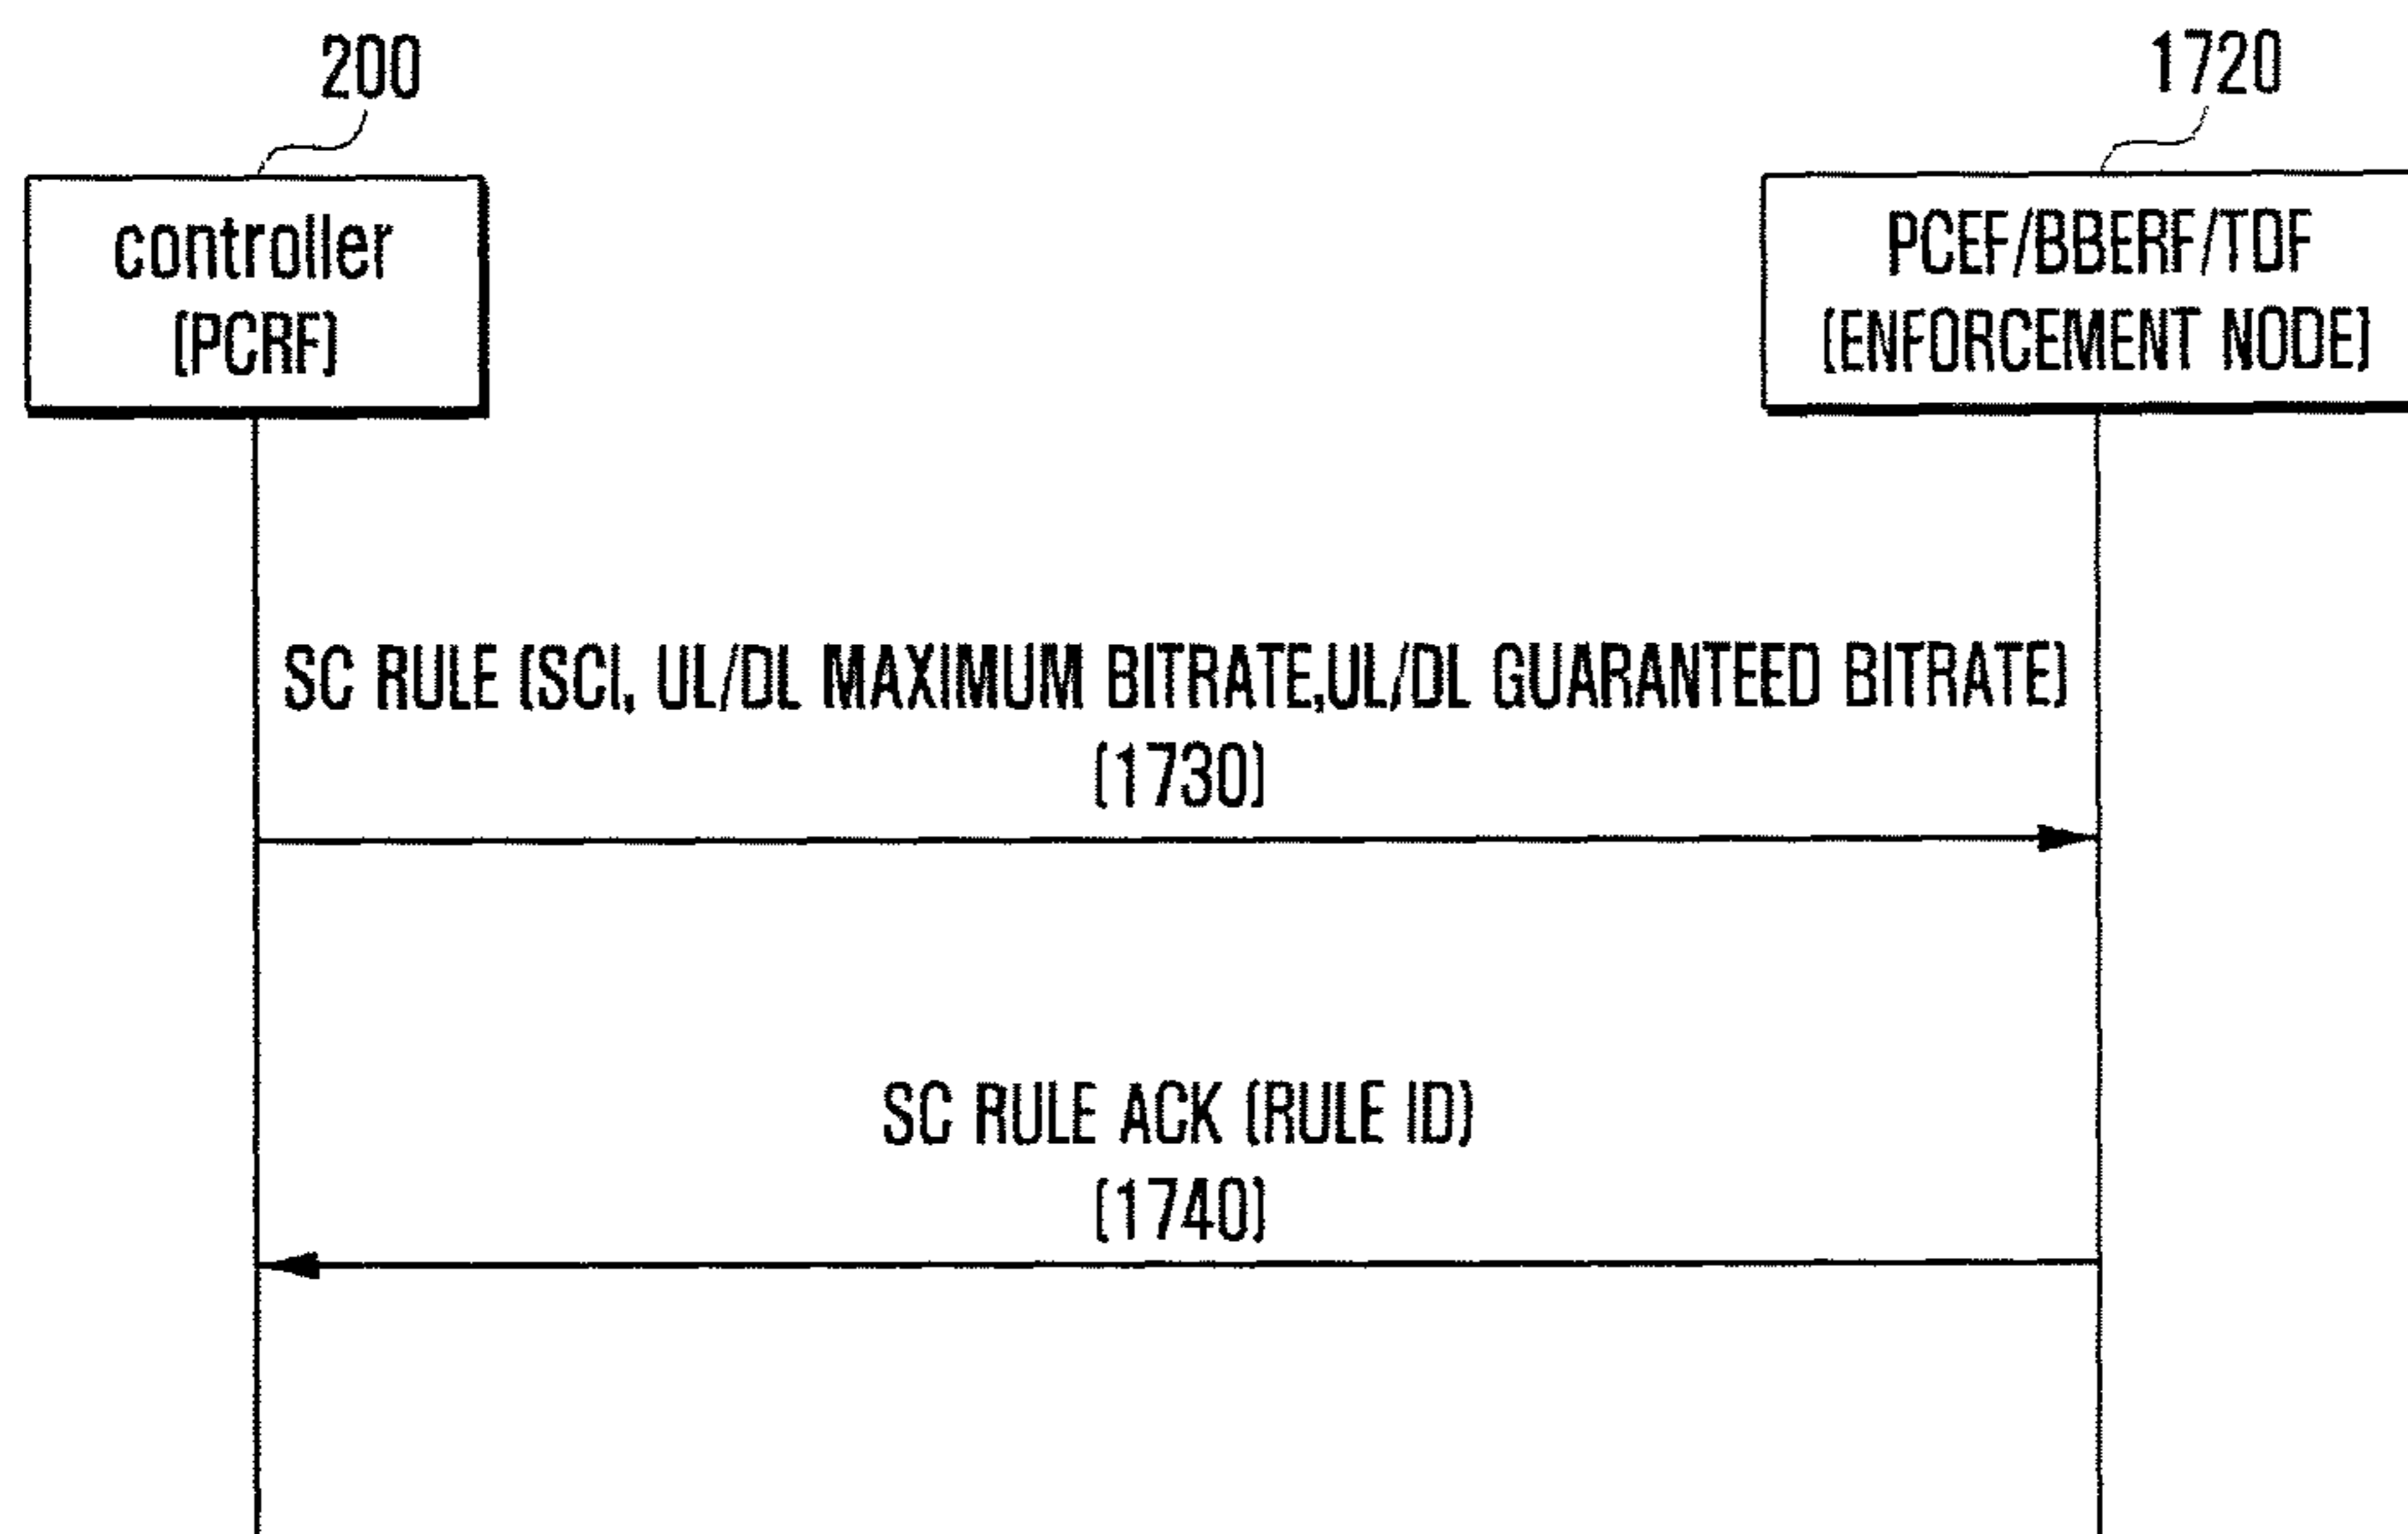 200
1720
controller
(PCRF)
PCEF/BBERF/TDF
(ENFORCEMENT NODE)
SC RULE (SCI, UL/DL MAXIMUM BITRATE,UL/DL GUARANTEED BITRATE)
(1730)
SC RULE ACK (RULE ID)
(1740)